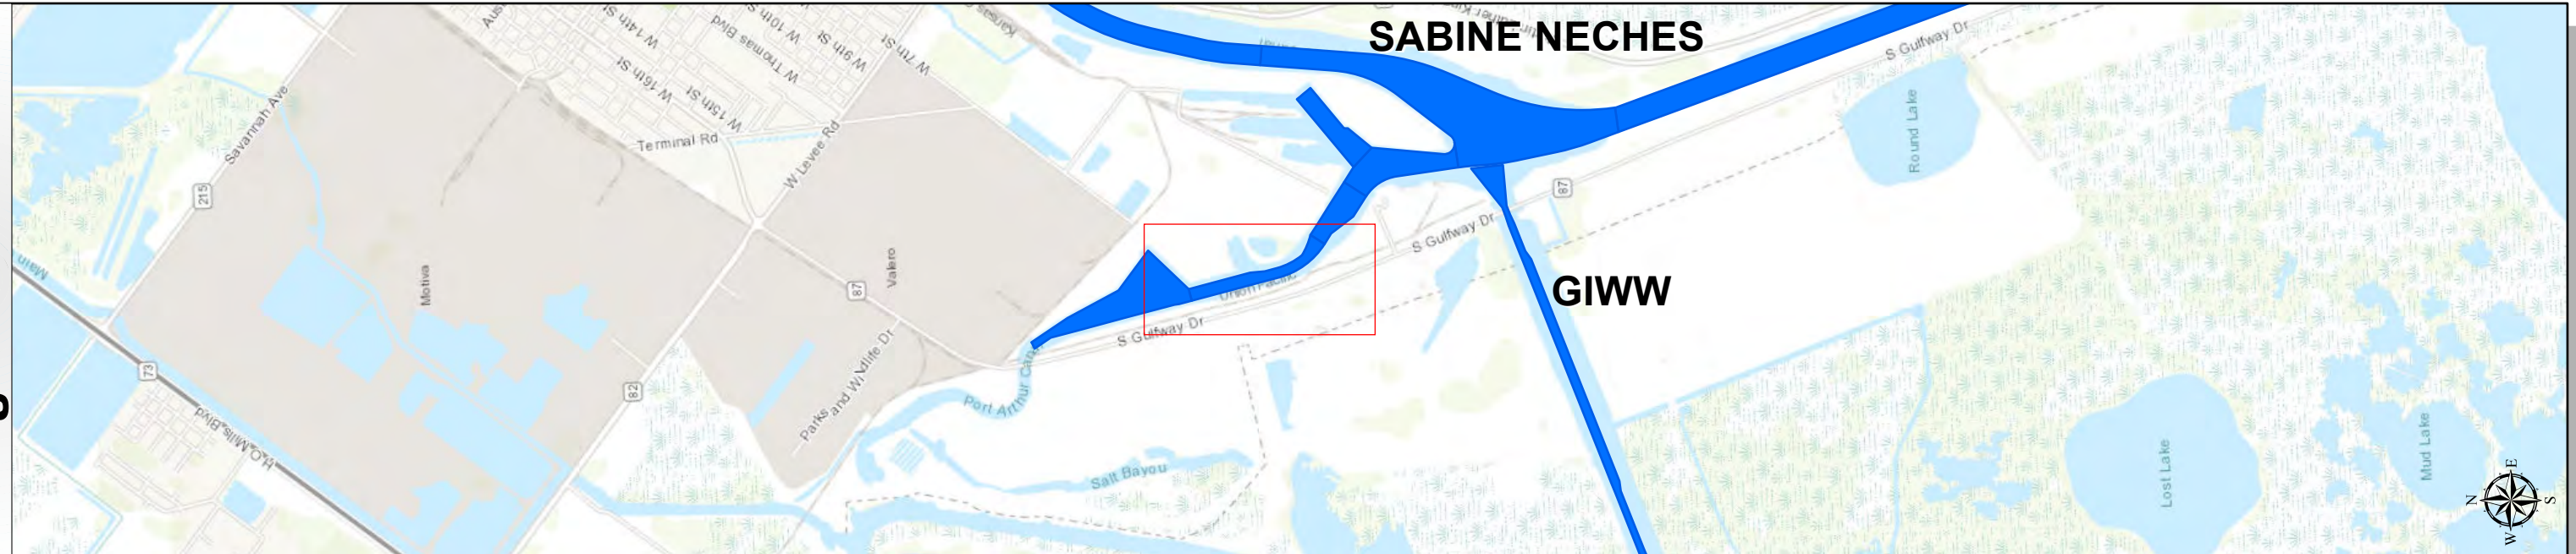 SABINE NECHES
GIWW
S Gulfway Dr
W 14th St
W Thomas Blvd
W 10th St
W 9th St
W 7th St
W 16th St
W 15th St
Terminal Rd
W Levee Rd
Savannah Ave
215
Round Lake
87
S Gulfway Dr
Motiva
Valero
87
Union Pacific
S Gulfway Dr
Main
73
82
Parks and Wildlife Dr
Port Arthur Canal
Salt Bayou
Lost Lake
Mud Lake
N
E
S
W